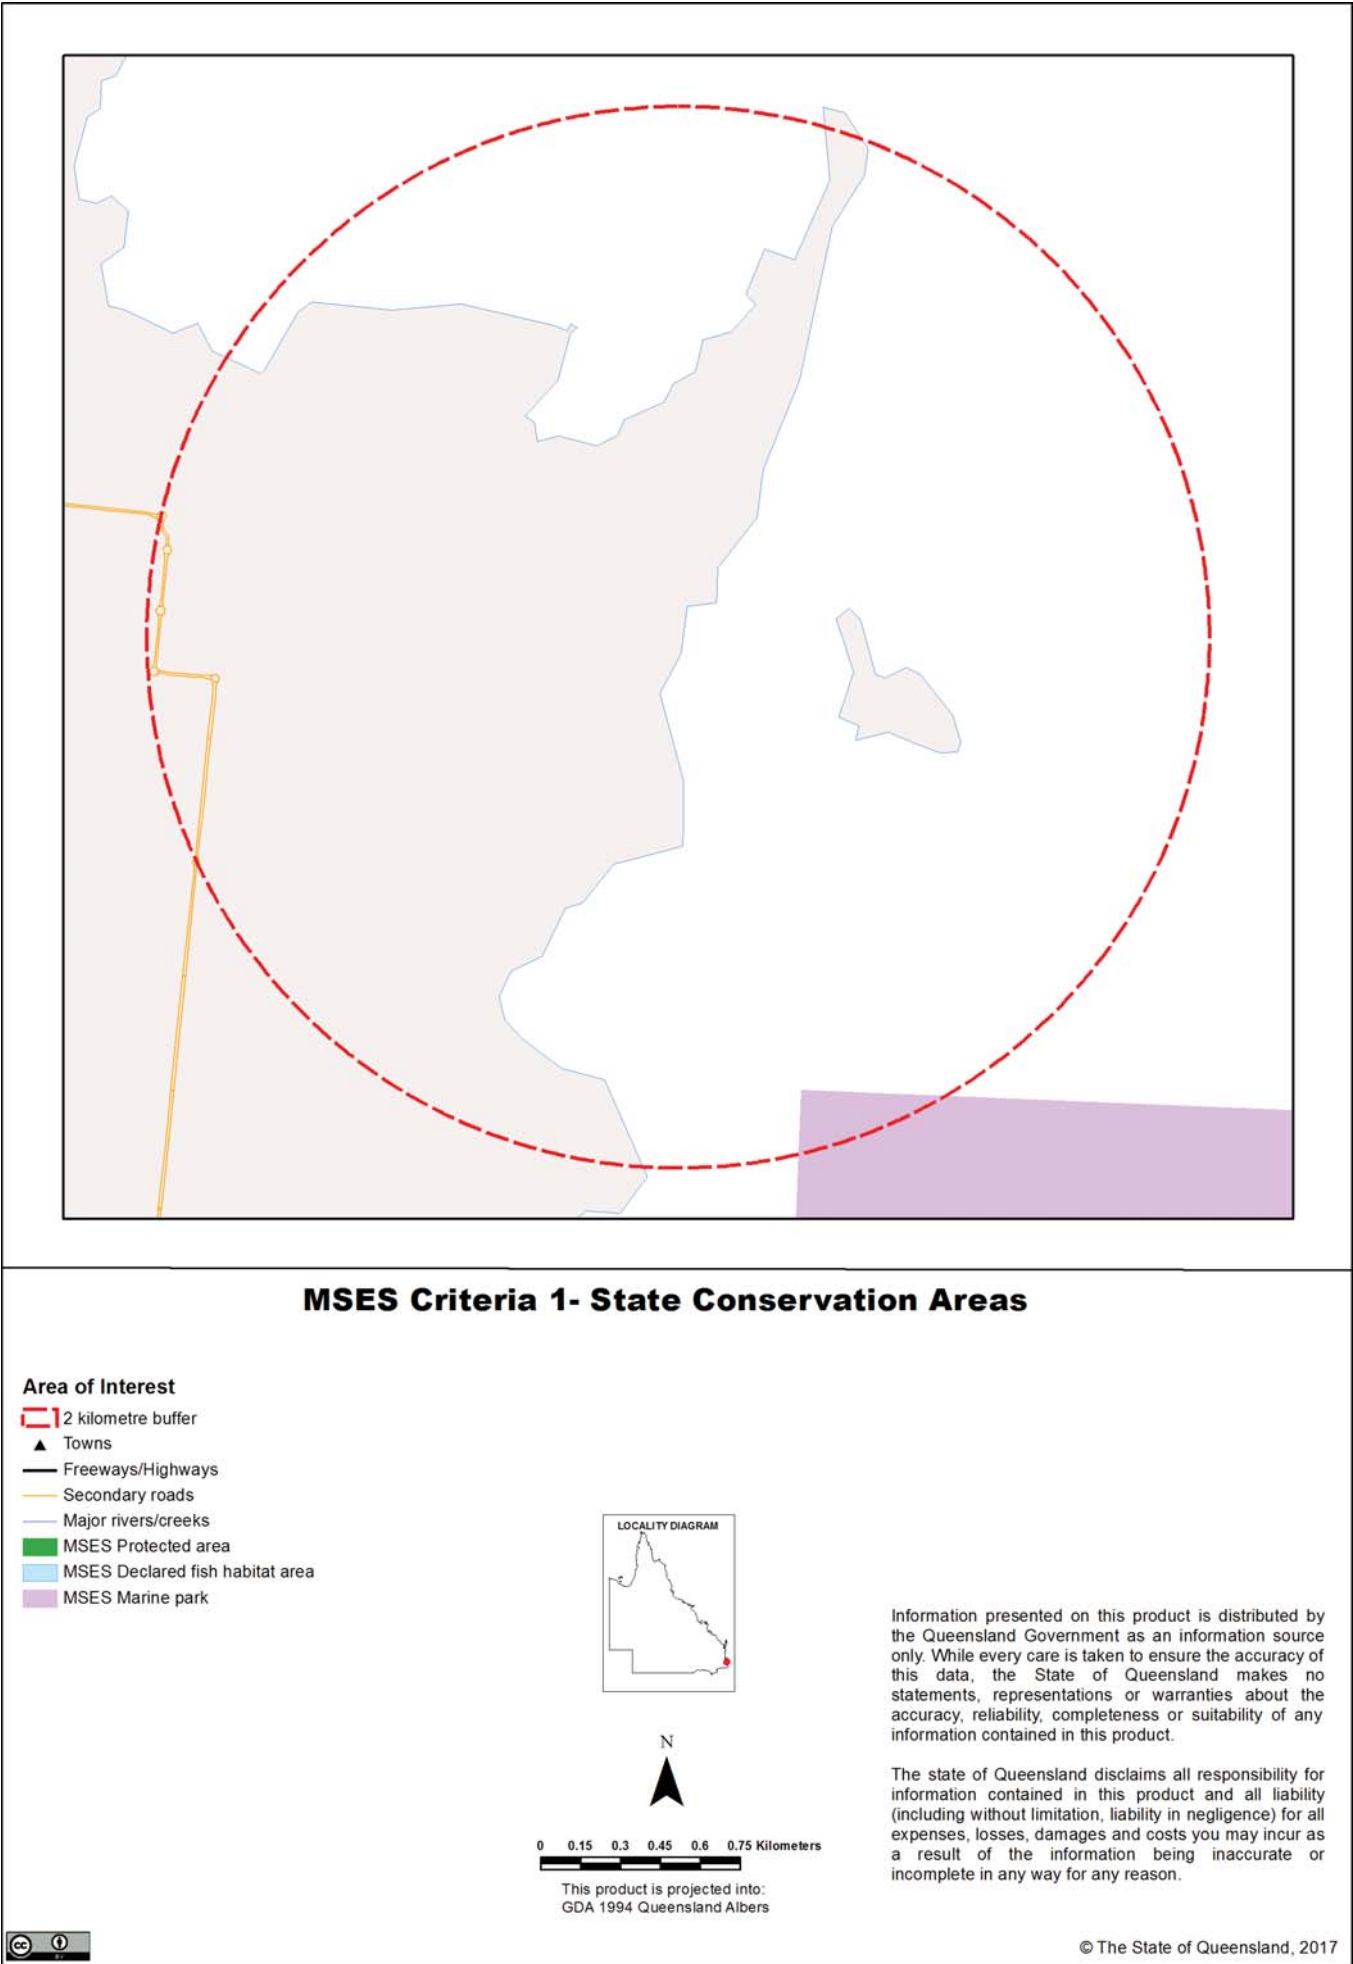 MSES Criteria 1- State Conservation Areas
Area of Interest
2 kilometre buffer
Towns
Freeways/Highways
Secondary roads
Major rivers/creeks
MSES Protected area
MSES Declared fish habitat area
MSES Marine park
LOCALITY DIAGRAM
N
0 0.15 0.3 0.45 0.6 0.75 Kilometers
This product is projected into:
GDA 1994 Queensland Albers
Information presented on this product is distributed by
the Queensland Government as an information source
only. While every care is taken to ensure the accuracy of
this data, the State of Queensland makes no
statements, representations or warranties about the
accuracy, reliability, completeness or suitability of any
information contained in this product.
The state of Queensland disclaims all responsibility for
information contained in this product and all liability
(including without limitation, liability in negligence) for all
expenses, losses, damages and costs you may incur as
a result of the information being inaccurate or
incomplete in any way for any reason.
cc
BY
© The State of Queensland, 2017